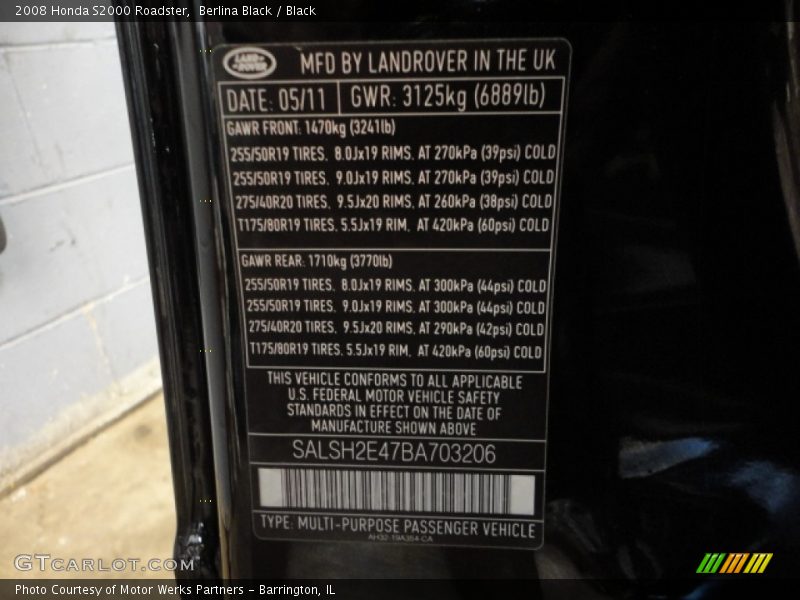 2008 Honda S2000 Roadster, Berlina Black / Black
LAND ROVER
MFD BY LANDROVER IN THE UK
DATE: 05/11 GWR: 3125kg (6889lb)
GAWR FRONT: 1470kg (3241lb)
255/50R19 TIRES, 8.0Jx19 RIMS, AT 270kPa (39psi) COLD
255/50R19 TIRES, 9.0Jx19 RIMS, AT 270kPa (39psi) COLD
275/40R20 TIRES, 9.5Jx20 RIMS, AT 260kPa (38psi) COLD
T175/80R19 TIRES, 5.5Jx19 RIM, AT 420kPa (60psi) COLD
GAWR REAR: 1710kg (3770lb)
255/50R19 TIRES, 8.0Jx19 RIMS, AT 300kPa (44psi) COLD
255/50R19 TIRES, 9.0Jx19 RIMS, AT 300kPa (44psi) COLD
275/40R20 TIRES, 9.5Jx20 RIMS, AT 290kPa (42psi) COLD
T175/80R19 TIRES, 5.5Jx19 RIM, AT 420kPa (60psi) COLD
THIS VEHICLE CONFORMS TO ALL APPLICABLE
U.S. FEDERAL MOTOR VEHICLE SAFETY
STANDARDS IN EFFECT ON THE DATE OF
MANUFACTURE SHOWN ABOVE
SALSH2E47BA703206
TYPE: MULTI-PURPOSE PASSENGER VEHICLE
AH32-19A354-CA
GTCarlot.com
Photo Courtesy of Motor Werks Partners - Barrington, IL